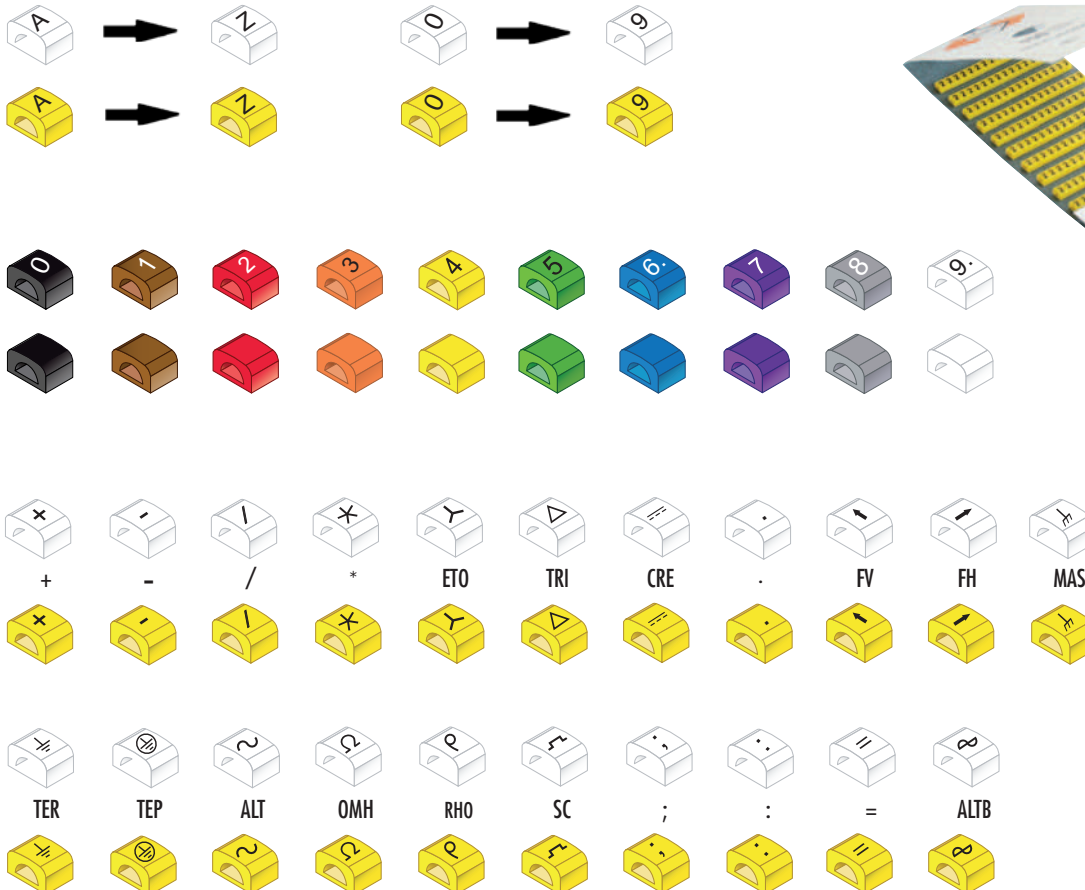 A Z 0 9
A Z 0 9
0 1 2 3 4 5 6. 7 8 9.
+ - / * . 
+ - / * ETO TRI CRE . FV FH MAS
+ - / * .
Ω ρ ; : =
TER TEP ALT OMH RHO SC ; : = ALTB
Ω ρ ; : =